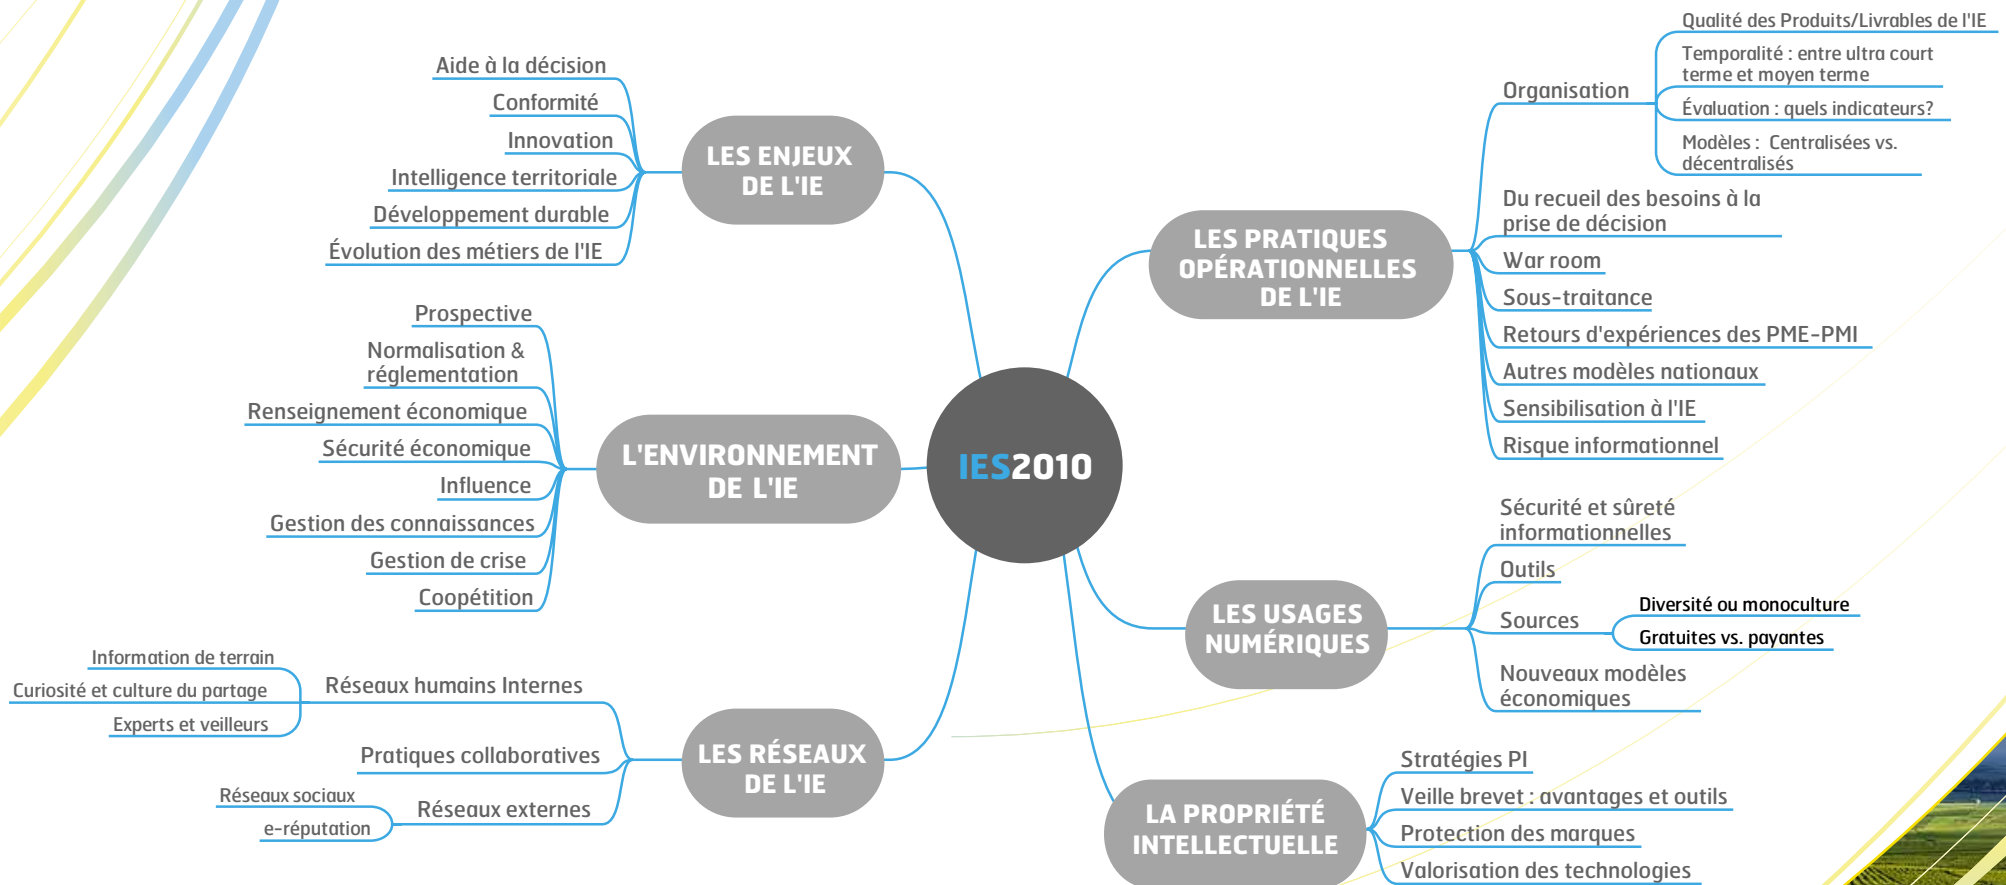 Aide à la décision
Conformité
Innovation
Intelligence territoriale
Développement durable
Évolution des métiers de l'IE
LES ENJEUX
DE L'IE
Prospective
Normalisation &
réglementation
Renseignement économique
Sécurité économique
Influence
Gestion des connaissances
Gestion de crise
Coopétition
L'ENVIRONNEMENT
DE L'IE
Information de terrain
Curiosité et culture du partage
Experts et veilleurs
Réseaux humains Internes
Pratiques collaboratives
Réseaux sociaux
e-réputation
Réseaux externes
LES RÉSEAUX
DE L'IE
IES2010
LES PRATIQUES
OPÉRATIONNELLES
DE L'IE
Organisation
Qualité des Produits/Livrables de l'IE
Temporalité : entre ultra court
terme et moyen terme
Évaluation : quels indicateurs?
Modèles : Centralisées vs.
décentralisés
Du recueil des besoins à la
prise de décision
War room
Sous-traitance
Retours d'expériences des PME-PMI
Autres modèles nationaux
Sensibilisation à l'IE
Risque informationnel
LES USAGES
NUMÉRIQUES
Sécurité et sûreté
informationnelles
Outils
Sources
Diversité ou monoculture
Gratuites vs. payantes
Nouveaux modèles
économiques
LA PROPRIÉTÉ
INTELLECTUELLE
Stratégies PI
Veille brevet : avantages et outils
Protection des marques
Valorisation des technologies